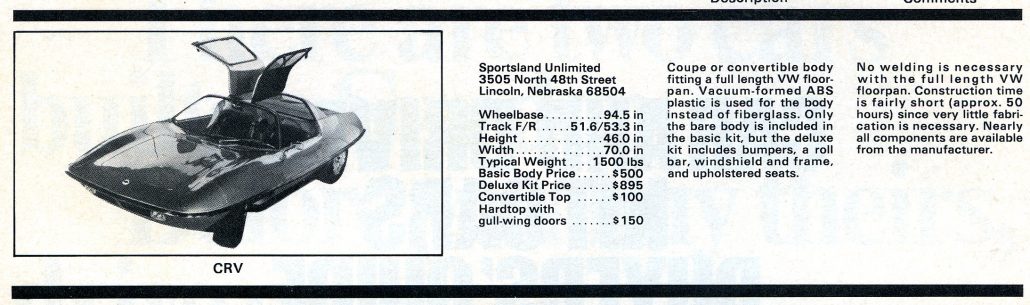 Description
Comments
Sportsland Unlimited
3505 North 48th Street
Lincoln, Nebraska 68504
Wheelbase..........94.5 in
Track F/R .....51.6/53.3 in
Height .............46.0 in
Width..............70.0 in
Typical Weight ....1500 lbs
Basic Body Price......$500
Deluxe Kit Price ......$895
Convertible Top ......$100
Hardtop with
gull-wing doors .......$150
Coupe or convertible body
fitting a full length VW floor-
pan. Vacuum-formed ABS
plastic is used for the body
instead of fiberglass. Only
the bare body is included in
the basic kit, but the deluxe
kit includes bumpers, a roll
bar, windshield and frame,
and upholstered seats.
No welding is necessary
with the full length VW
floorpan. Construction time
is fairly short (approx. 50
hours) since very little fabri-
cation is necessary. Nearly
all components are available
from the manufacturer.
CRV